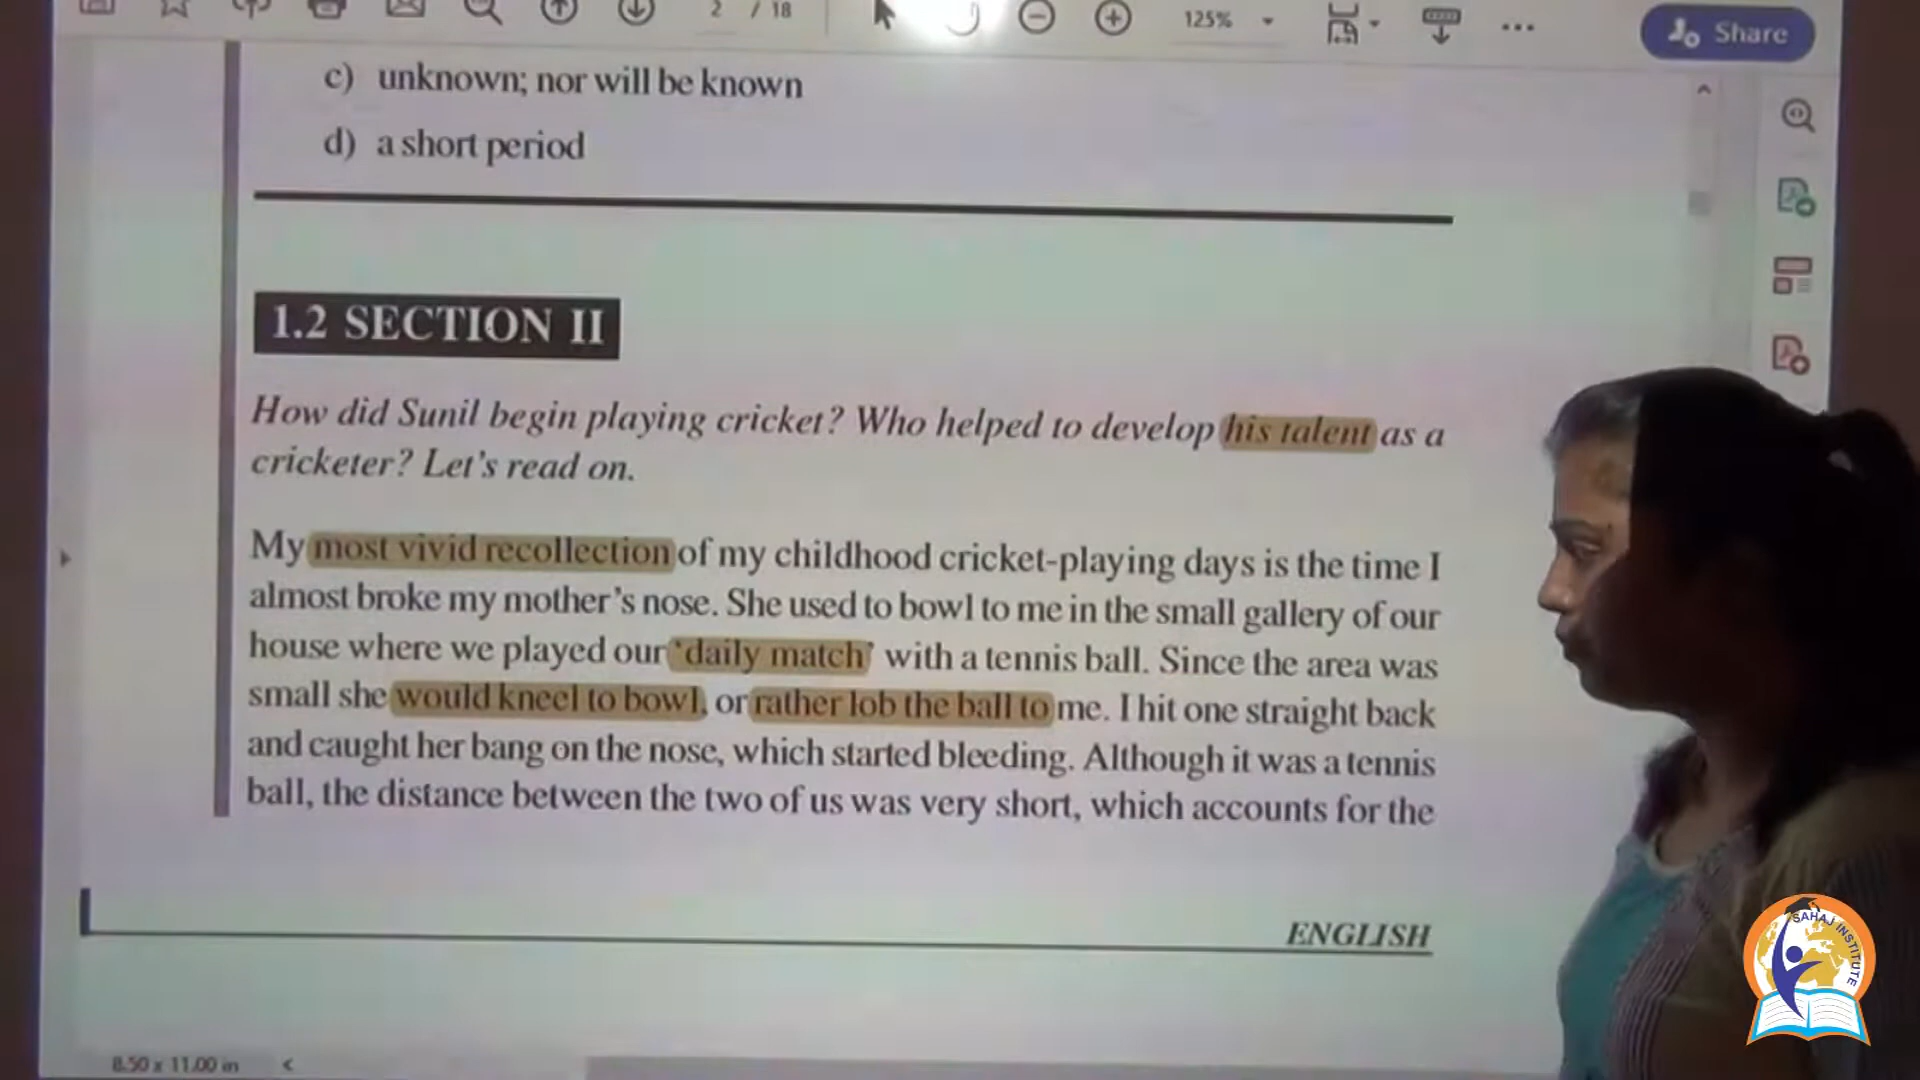 2 / 18
125%
Share
c) unknown; nor will be known
d) a short period
1.2 SECTION II
How did Sunil begin playing cricket? Who helped to develop his talent as a
cricketer? Let's read on.
My most vivid recollection of my childhood cricket-playing days is the time I
almost broke my mother's nose. She used to bowl to me in the small gallery of our
house where we played our 'daily match' with a tennis ball. Since the area was
small she would kneel to bowl, or rather lob the ball to me. I hit one straight back
and caught her bang on the nose, which started bleeding. Although it was a tennis
ball, the distance between the two of us was very short, which accounts for the
ENGLISH
SAHAJ INSTITUTE
8.50 x 11.00 in